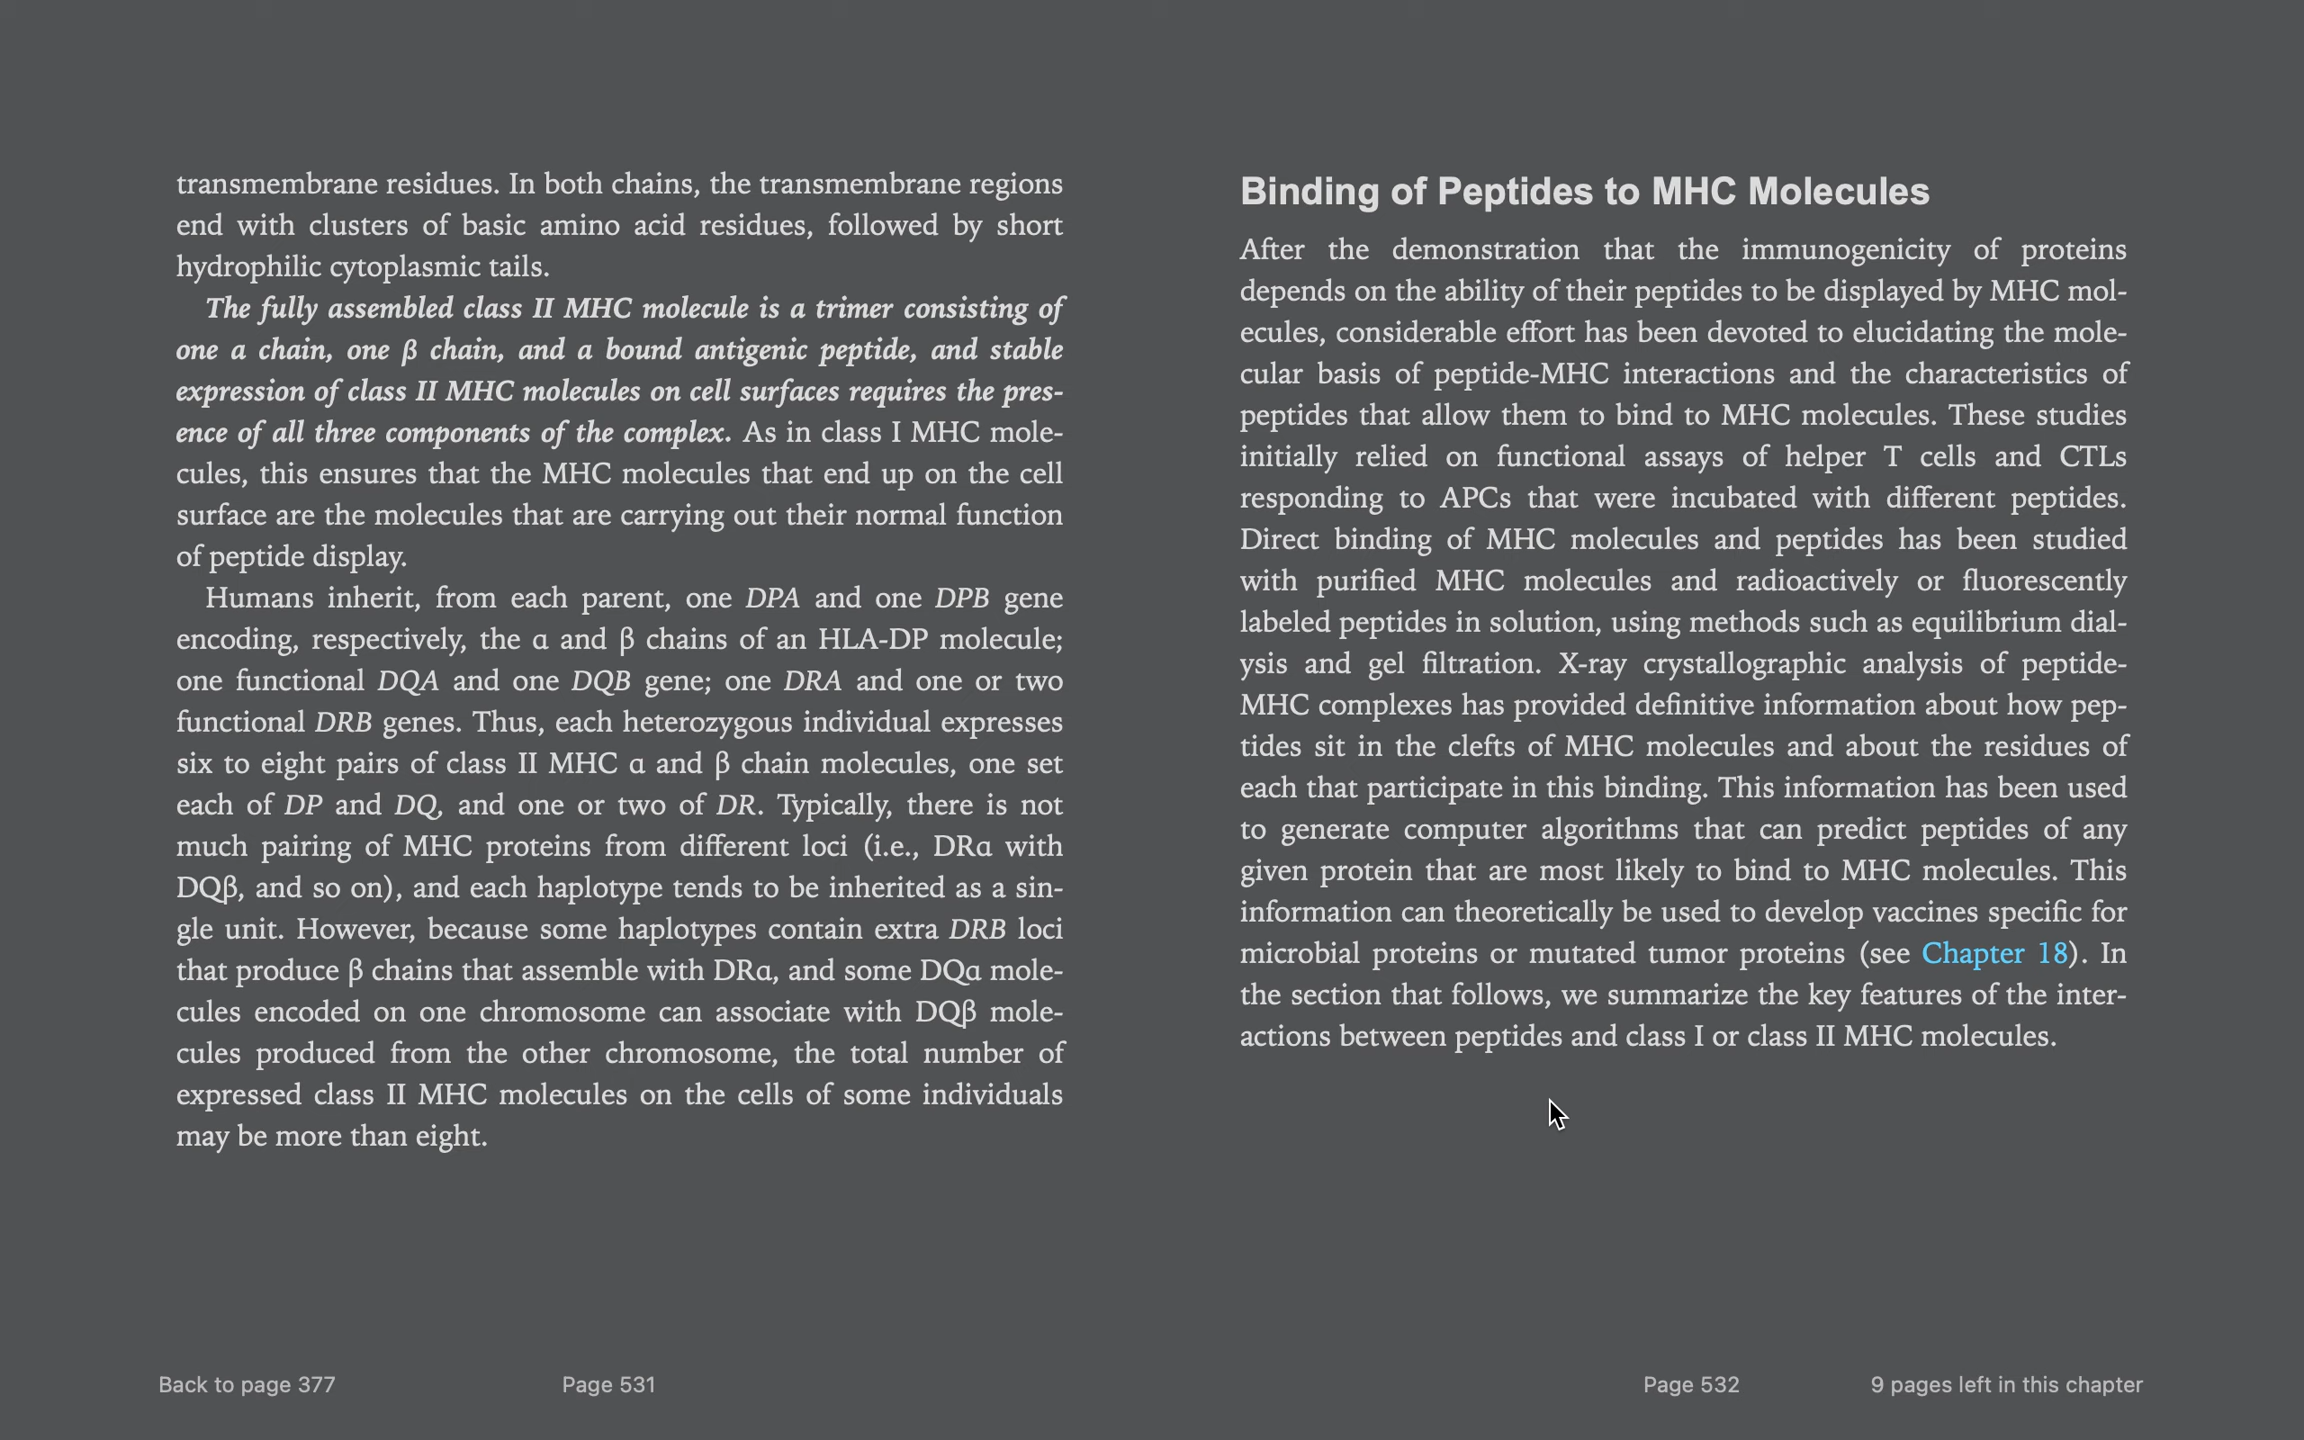 transmembrane residues. In both chains, the transmembrane regions
end with clusters of basic amino acid residues, followed by short
hydrophilic cytoplasmic tails.
The fully assembled class II MHC molecule is a trimer consisting of
one α chain, one β chain, and a bound antigenic peptide, and stable
expression of class II MHC molecules on cell surfaces requires the pres-
ence of all three components of the complex. As in class I MHC mole-
cules, this ensures that the MHC molecules that end up on the cell
surface are the molecules that are carrying out their normal function
of peptide display.
Humans inherit, from each parent, one DPA and one DPB gene
encoding, respectively, the α and β chains of an HLA-DP molecule;
one functional DQA and one DQB gene; one DRA and one or two
functional DRB genes. Thus, each heterozygous individual expresses
six to eight pairs of class II MHC α and β chain molecules, one set
each of DP and DQ, and one or two of DR. Typically, there is not
much pairing of MHC proteins from different loci (i.e., DRα with
DQβ, and so on), and each haplotype tends to be inherited as a sin-
gle unit. However, because some haplotypes contain extra DRB loci
that produce β chains that assemble with DRα, and some DQα mole-
cules encoded on one chromosome can associate with DQβ mole-
cules produced from the other chromosome, the total number of
expressed class II MHC molecules on the cells of some individuals
may be more than eight.
Binding of Peptides to MHC Molecules
After the demonstration that the immunogenicity of proteins
depends on the ability of their peptides to be displayed by MHC mol-
ecules, considerable effort has been devoted to elucidating the mole-
cular basis of peptide-MHC interactions and the characteristics of
peptides that allow them to bind to MHC molecules. These studies
initially relied on functional assays of helper T cells and CTLs
responding to APCs that were incubated with different peptides.
Direct binding of MHC molecules and peptides has been studied
with purified MHC molecules and radioactively or fluorescently
labeled peptides in solution, using methods such as equilibrium dial-
ysis and gel filtration. X-ray crystallographic analysis of peptide-
MHC complexes has provided definitive information about how pep-
tides sit in the clefts of MHC molecules and about the residues of
each that participate in this binding. This information has been used
to generate computer algorithms that can predict peptides of any
given protein that are most likely to bind to MHC molecules. This
information can theoretically be used to develop vaccines specific for
microbial proteins or mutated tumor proteins (see Chapter 18). In
the section that follows, we summarize the key features of the inter-
actions between peptides and class I or class II MHC molecules.
Back to page 377
Page 531
Page 532
9 pages left in this chapter